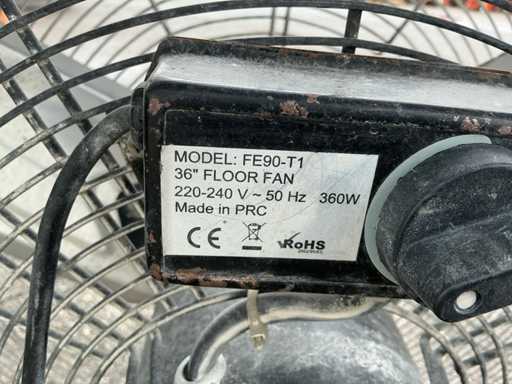 MODEL: FE90-T1
36" FLOOR FAN
220-240 V ~ 50 Hz 360W
Made in PRC
CE RoHS